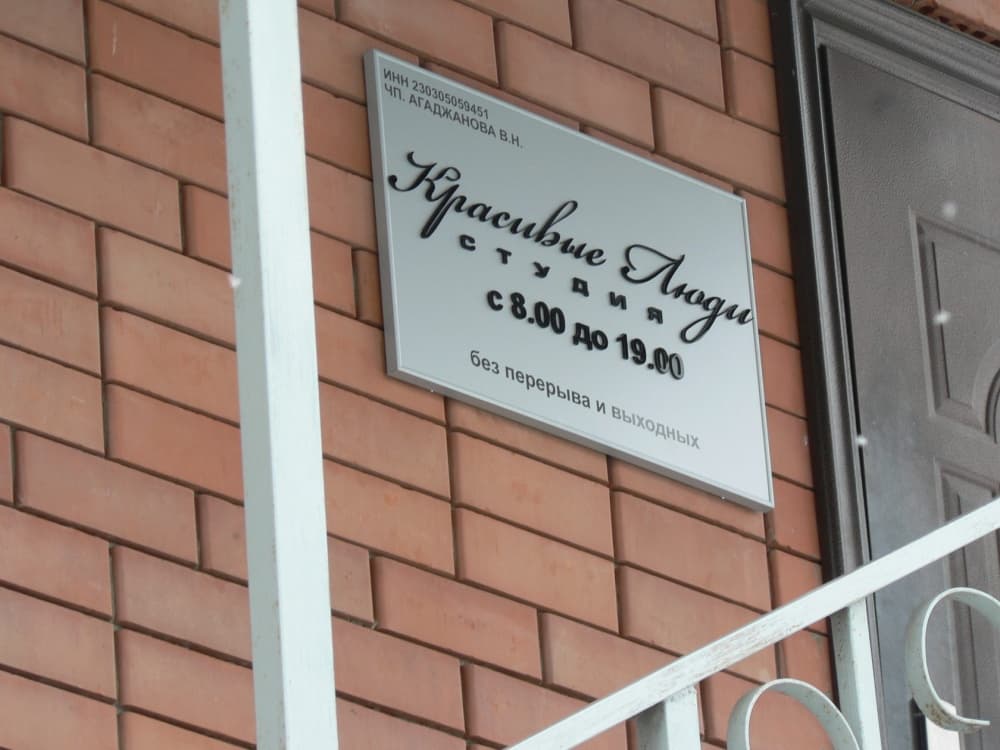 ИНН 230305059451
ЧП. АГАДЖАНОВА В.Н.
Красивые Люди
студия
с 8.00 до 19.00
без перерыва и выходных